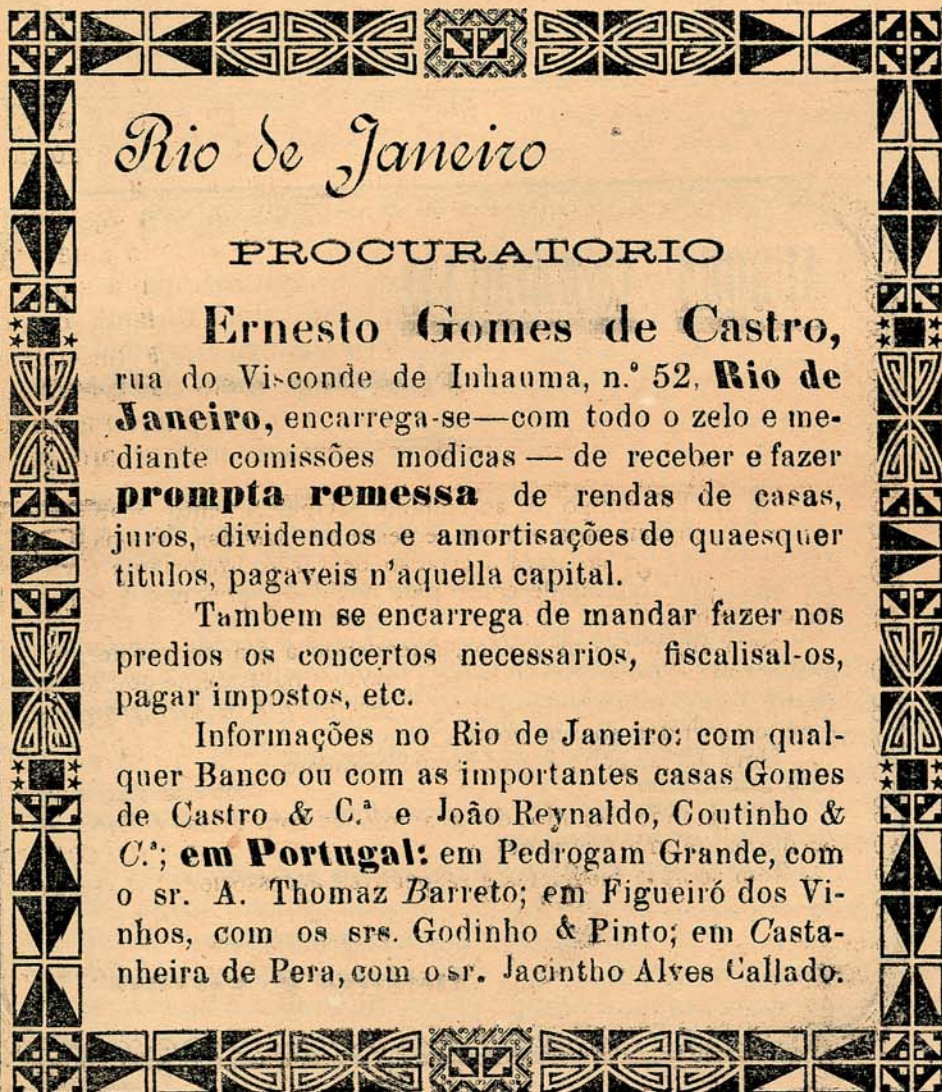 Rio de Janeiro
PROCURATORIO
Ernesto Gomes de Castro,
rua do Visconde de Inhauma, n.º 52, Rio de
Janeiro, encarrega-se—com todo o zelo e me-
diante comissões modicas — de receber e fazer
prompta remessa de rendas de casas,
juros, dividendos e amortisações de quaesquer
titulos, pagaveis n'aquella capital.
Tambem se encarrega de mandar fazer nos
predios os concertos necessarios, fiscalisal-os,
pagar impostos, etc.
Informações no Rio de Janeiro: com qual-
quer Banco ou com as importantes casas Gomes
de Castro & C.ª e João Reynaldo, Coutinho &
C.ª; em Portugal: em Pedrogam Grande, com
o sr. A. Thomaz Barreto; em Figueiró dos Vi-
nhos, com os srs. Godinho & Pinto; em Casta-
nheira de Pera, com o sr. Jacintho Alves Callado.